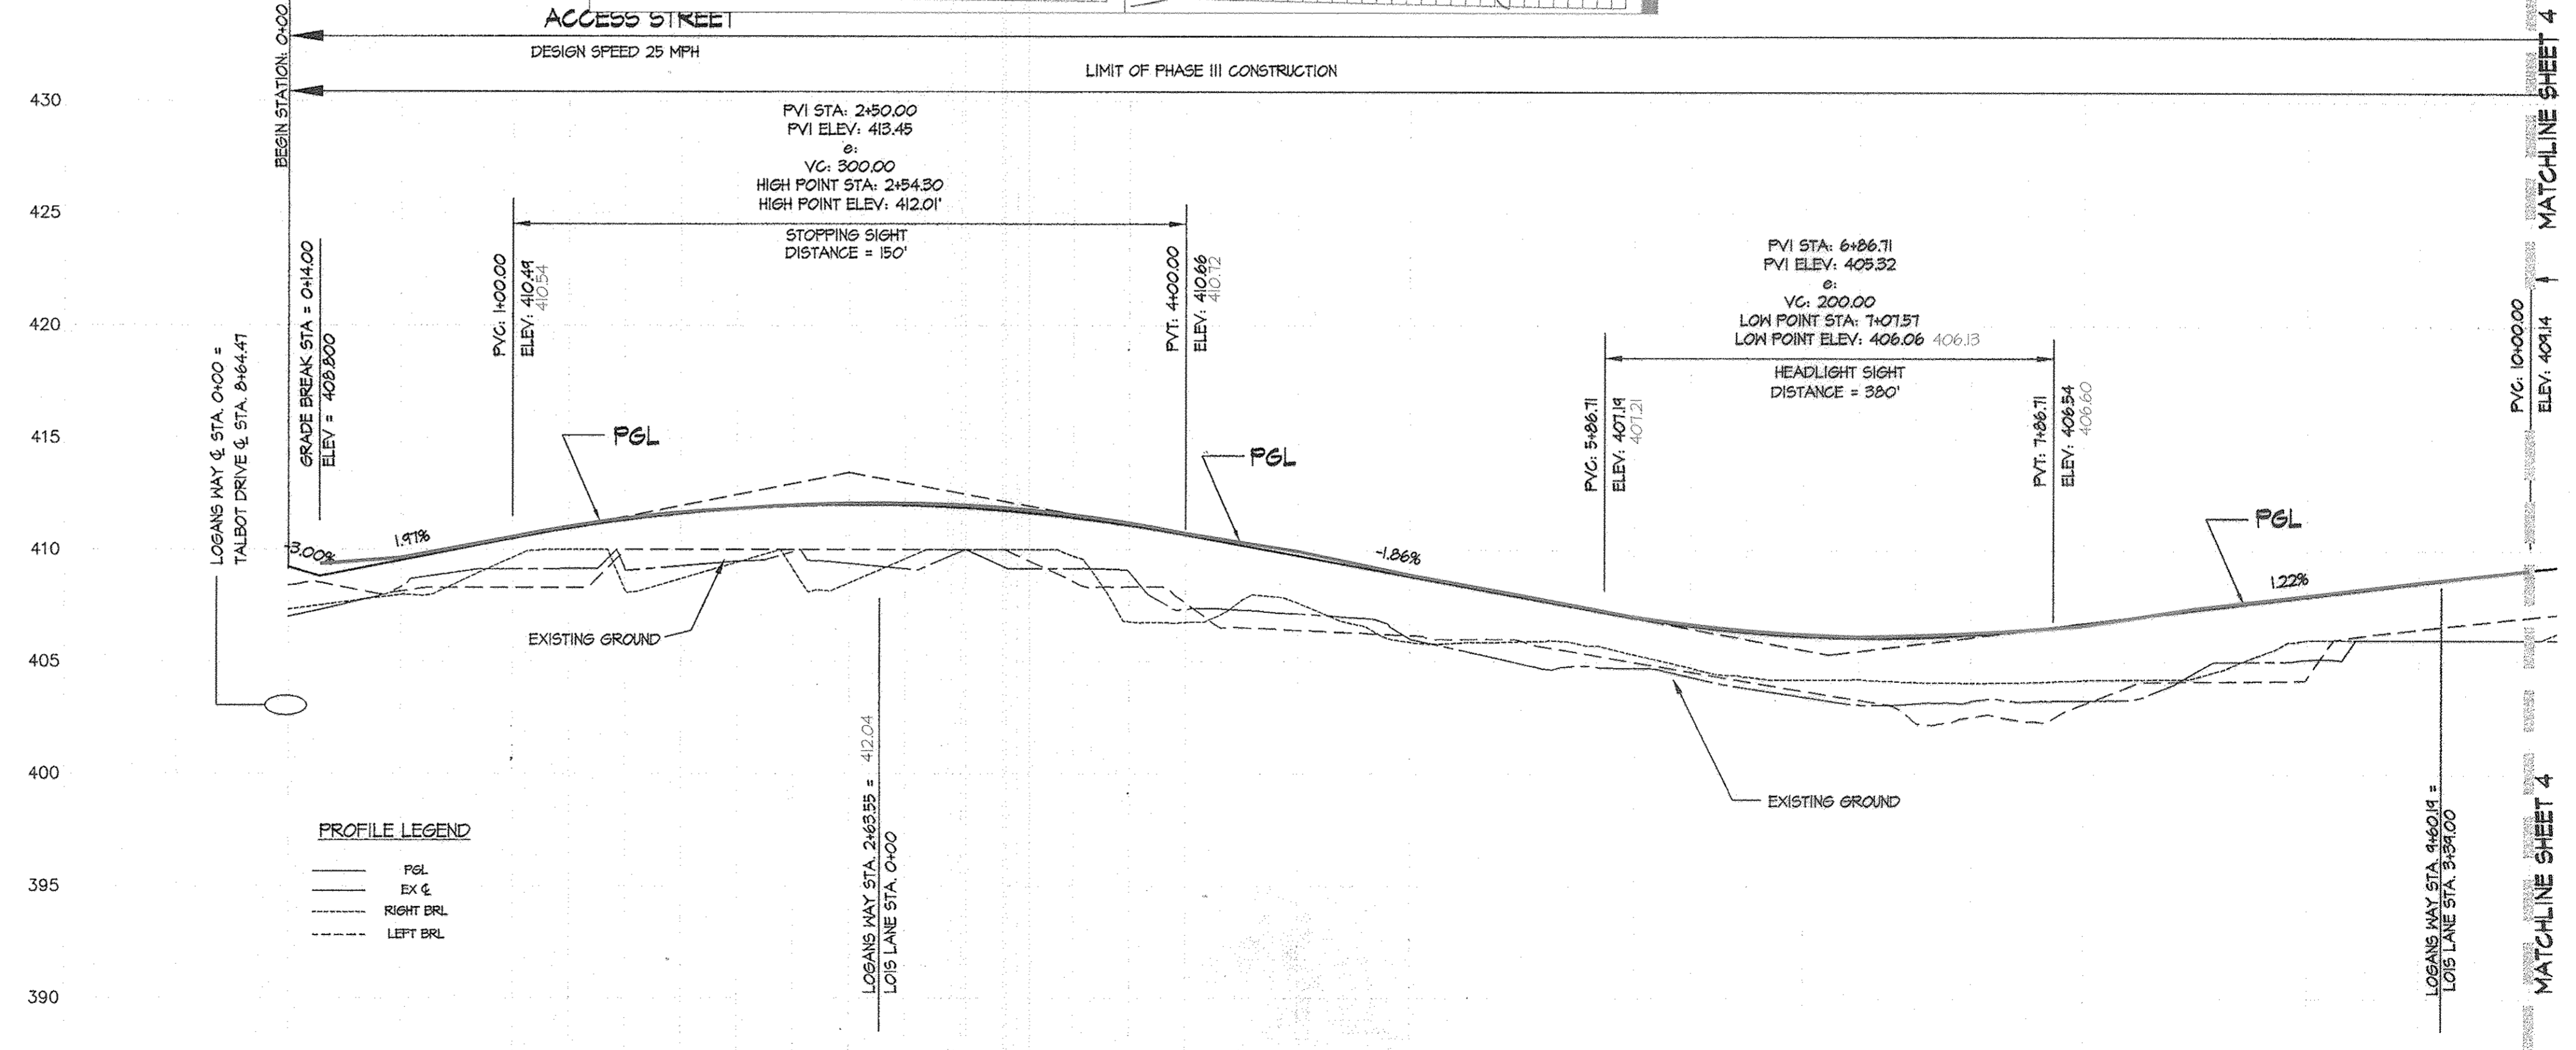 ACCESS STREET
DESIGN SPEED 25 MPH
LIMIT OF PHASE III CONSTRUCTION
BEGIN STATION: 0+00
MATCHLINE SHEET 4
430
425
420
415
410
405
400
395
390
PVI STA: 2+50.00
PVI ELEV: 413.45
e:
VC: 300.00
HIGH POINT STA: 2+54.30
HIGH POINT ELEV: 412.01'
STOPPING SIGHT
DISTANCE = 150'
PVI STA: 6+86.71
PVI ELEV: 405.32
e:
VC: 200.00
LOW POINT STA: 7+07.57
LOW POINT ELEV: 406.06 406.13
HEADLIGHT SIGHT
DISTANCE = 380'
LOGANS WAY ℄ STA. 0+00 =
TALBOT DRIVE ℄ STA. 8+64.47
GRADE BREAK STA = 0+14.00
ELEV = 408.800
PVC: 1+00.00
ELEV: 410.49
410.54
PVT: 4+00.00
ELEV: 410.66
410.72
PVC: 5+86.71
ELEV: 407.19
407.21
PVT: 7+86.71
ELEV: 406.54
406.60
PVC: 10+00.00
ELEV: 409.14
PGL
PGL
PGL
-3.00%
1.97%
-1.86%
1.22%
EXISTING GROUND
EXISTING GROUND
LOGANS WAY STA. 2+63.55 = 412.04
LOIS LANE STA. 0+00
LOGANS WAY STA. 9+60.19 =
LOIS LANE STA. 3+39.00
MATCHLINE SHEET 4
PROFILE LEGEND
PGL
EX ℄
RIGHT BRL
LEFT BRL